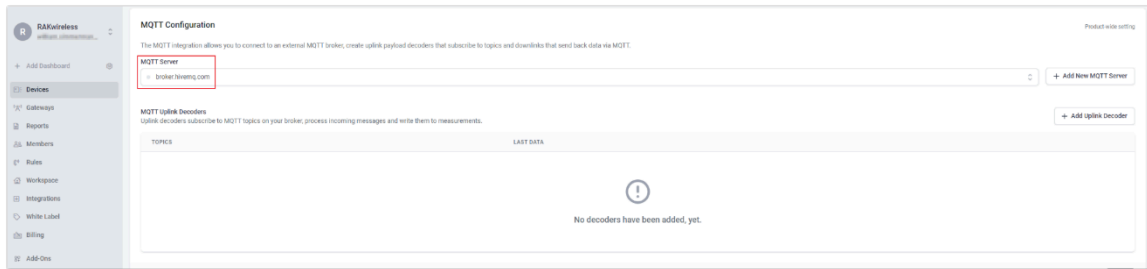 R
RAKwireless
+ Add Dashboard
Devices
Gateways
Reports
Members
Rules
Workspace
Integrations
White Label
Billing
Add-Ons
MQTT Configuration
Product-wide setting
The MQTT integration allows you to connect to an external MQTT broker, create uplink payload decoders that subscribe to topics and downlinks that send back data via MQTT.
MQTT Server
broker.hivemq.com
+ Add New MQTT Server
MQTT Uplink Decoders
Uplink decoders subscribe to MQTT topics on your broker, process incoming messages and write them to measurements.
+ Add Uplink Decoder
TOPICS
LAST DATA
No decoders have been added, yet.